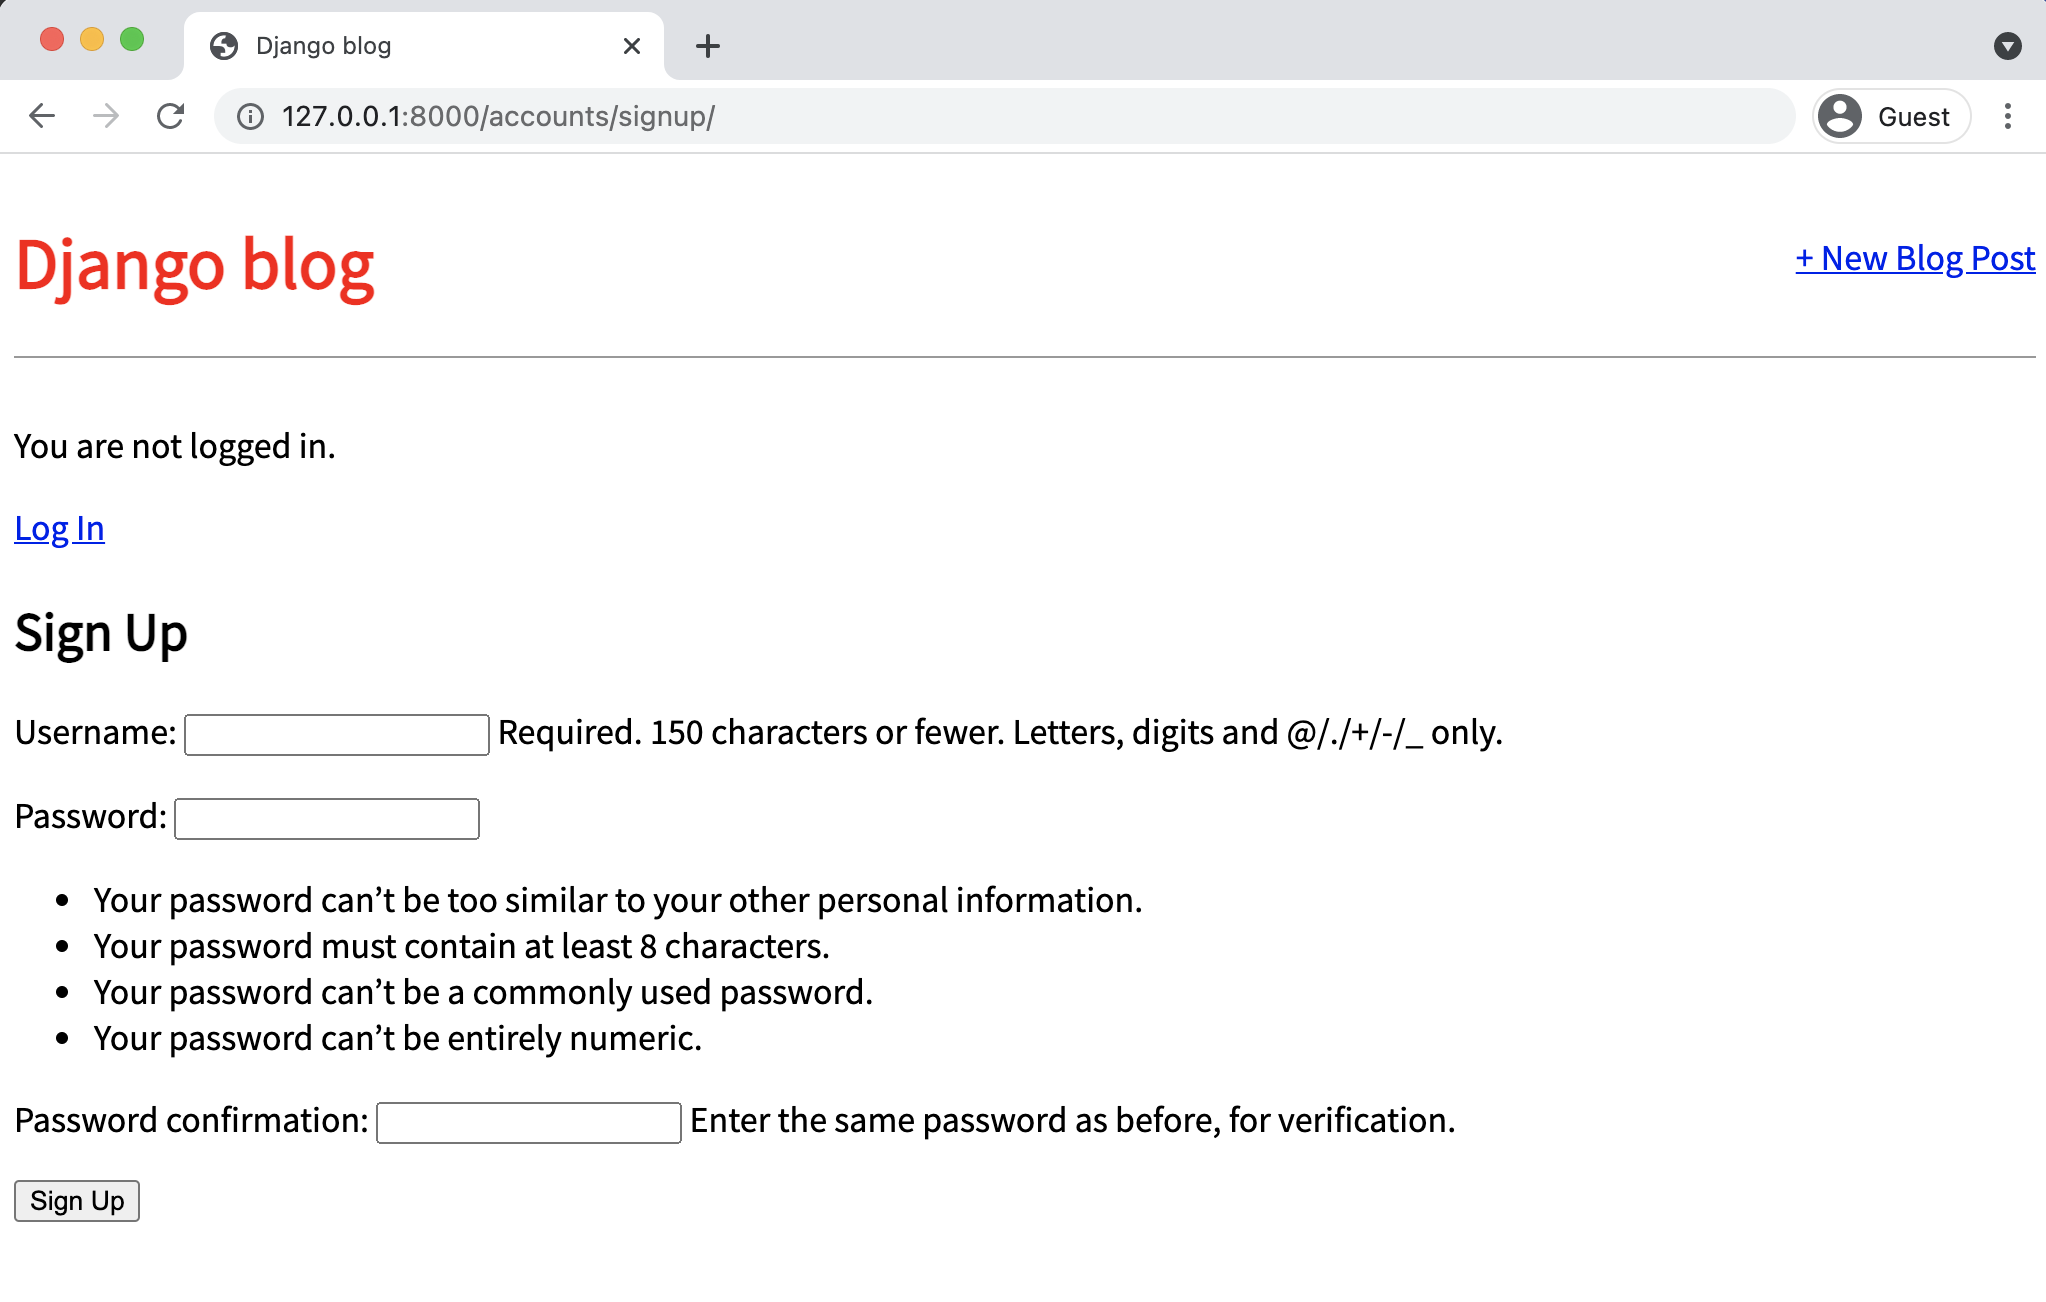 Django blog
127.0.0.1:8000/accounts/signup/
Guest
Django blog
+ New Blog Post
You are not logged in.
Log In
Sign Up
Username: Required. 150 characters or fewer. Letters, digits and @/./+/-/_ only.
Password:
• Your password can’t be too similar to your other personal information.
• Your password must contain at least 8 characters.
• Your password can’t be a commonly used password.
• Your password can’t be entirely numeric.
Password confirmation: Enter the same password as before, for verification.
Sign Up